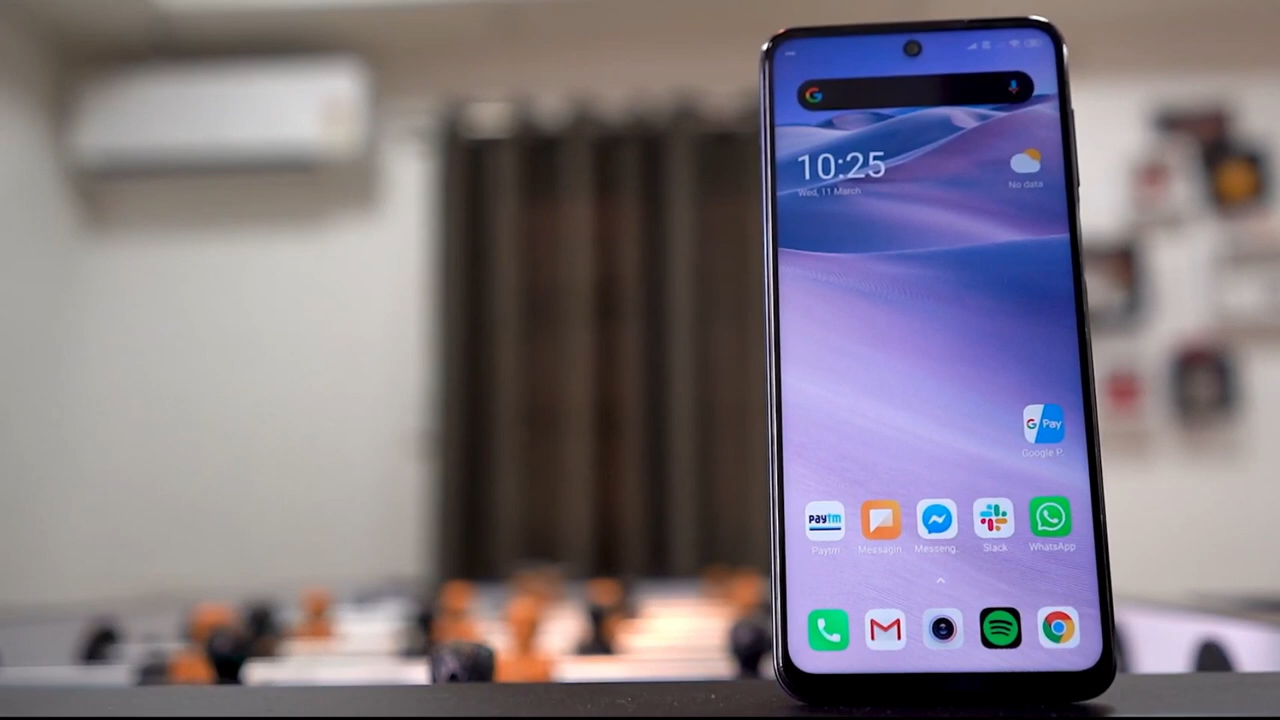 10:25
Wed, 11 March
No data
G Pay
Google P.
Paytm
Paytm
Messagin.
Messeng.
Slack
WhatsApp